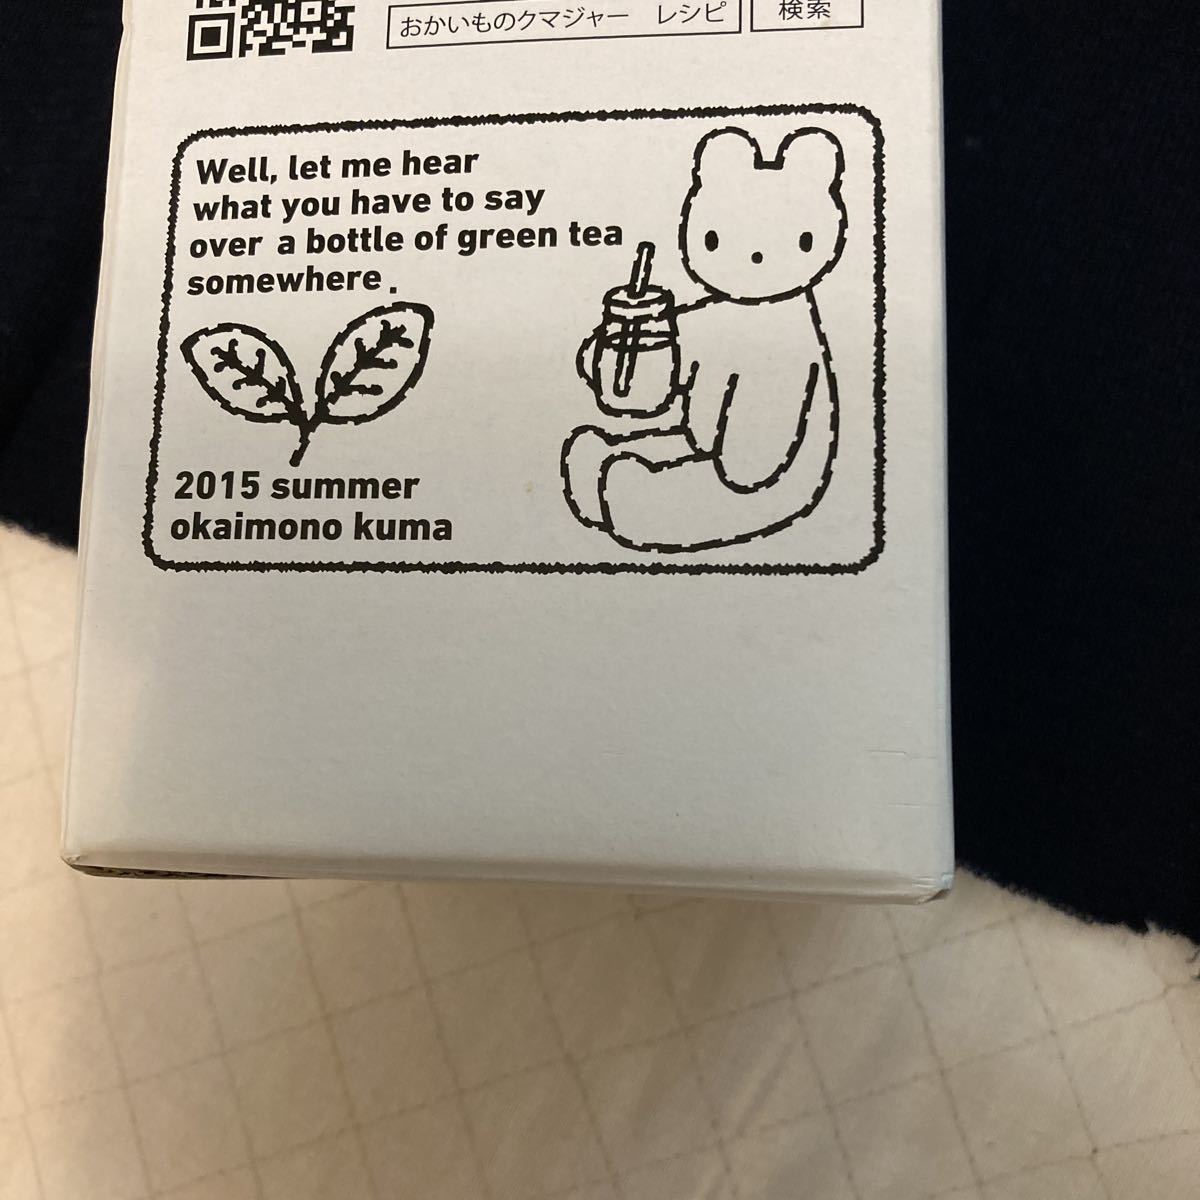 おかいものクマジャー　レシピ
検索
Well, let me hear
what you have to say
over a bottle of green tea
somewhere.
2015 summer
okaimono kuma